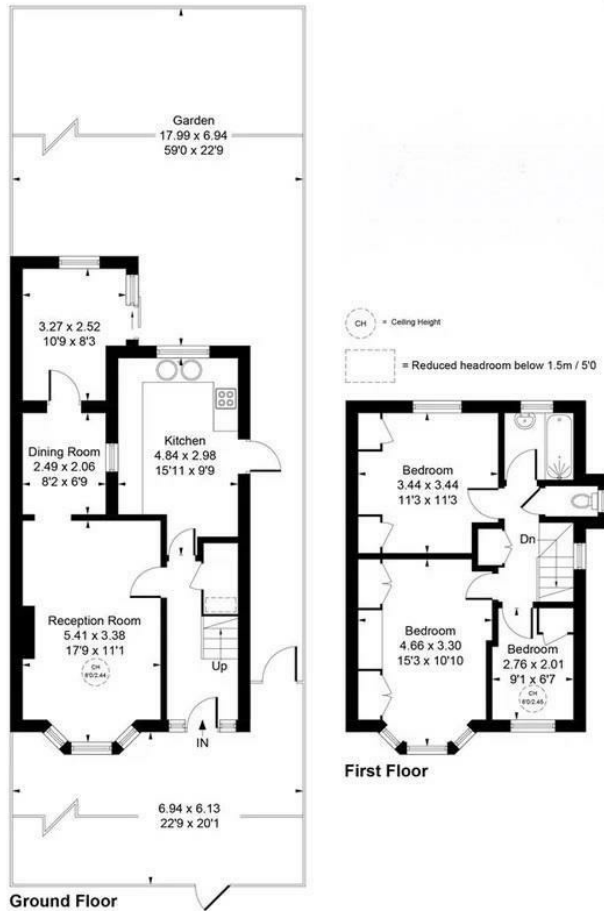 Garden
17.99 x 6.94
59'0 x 22'9
3.27 x 2.52
10'9 x 8'3
Dining Room
2.49 x 2.06
8'2 x 6'9
Kitchen
4.84 x 2.98
15'11 x 9'9
Reception Room
5.41 x 3.38
17'9 x 11'1
CH
8'0/2.44
Up
IN
6.94 x 6.13
22'9 x 20'1
Ground Floor
CH = Ceiling Height
= Reduced headroom below 1.5m / 5'0
Bedroom
3.44 x 3.44
11'3 x 11'3
Dn
Bedroom
4.66 x 3.30
15'3 x 10'10
Bedroom
2.76 x 2.01
9'1 x 6'7
CH
First Floor